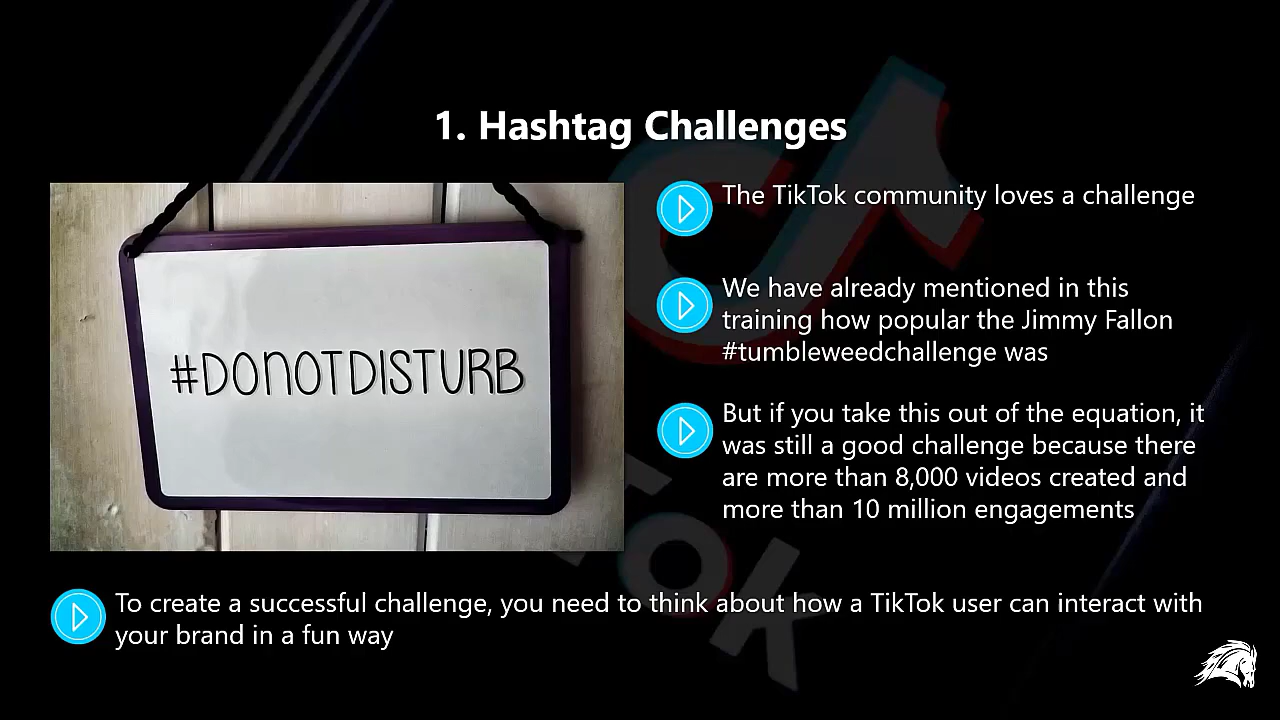 1. Hashtag Challenges
#DONOTDISTURB
The TikTok community loves a challenge
We have already mentioned in this
training how popular the Jimmy Fallon
#tumbleweedchallenge was
But if you take this out of the equation, it
was still a good challenge because there
are more than 8,000 videos created and
more than 10 million engagements
To create a successful challenge, you need to think about how a TikTok user can interact with
your brand in a fun way